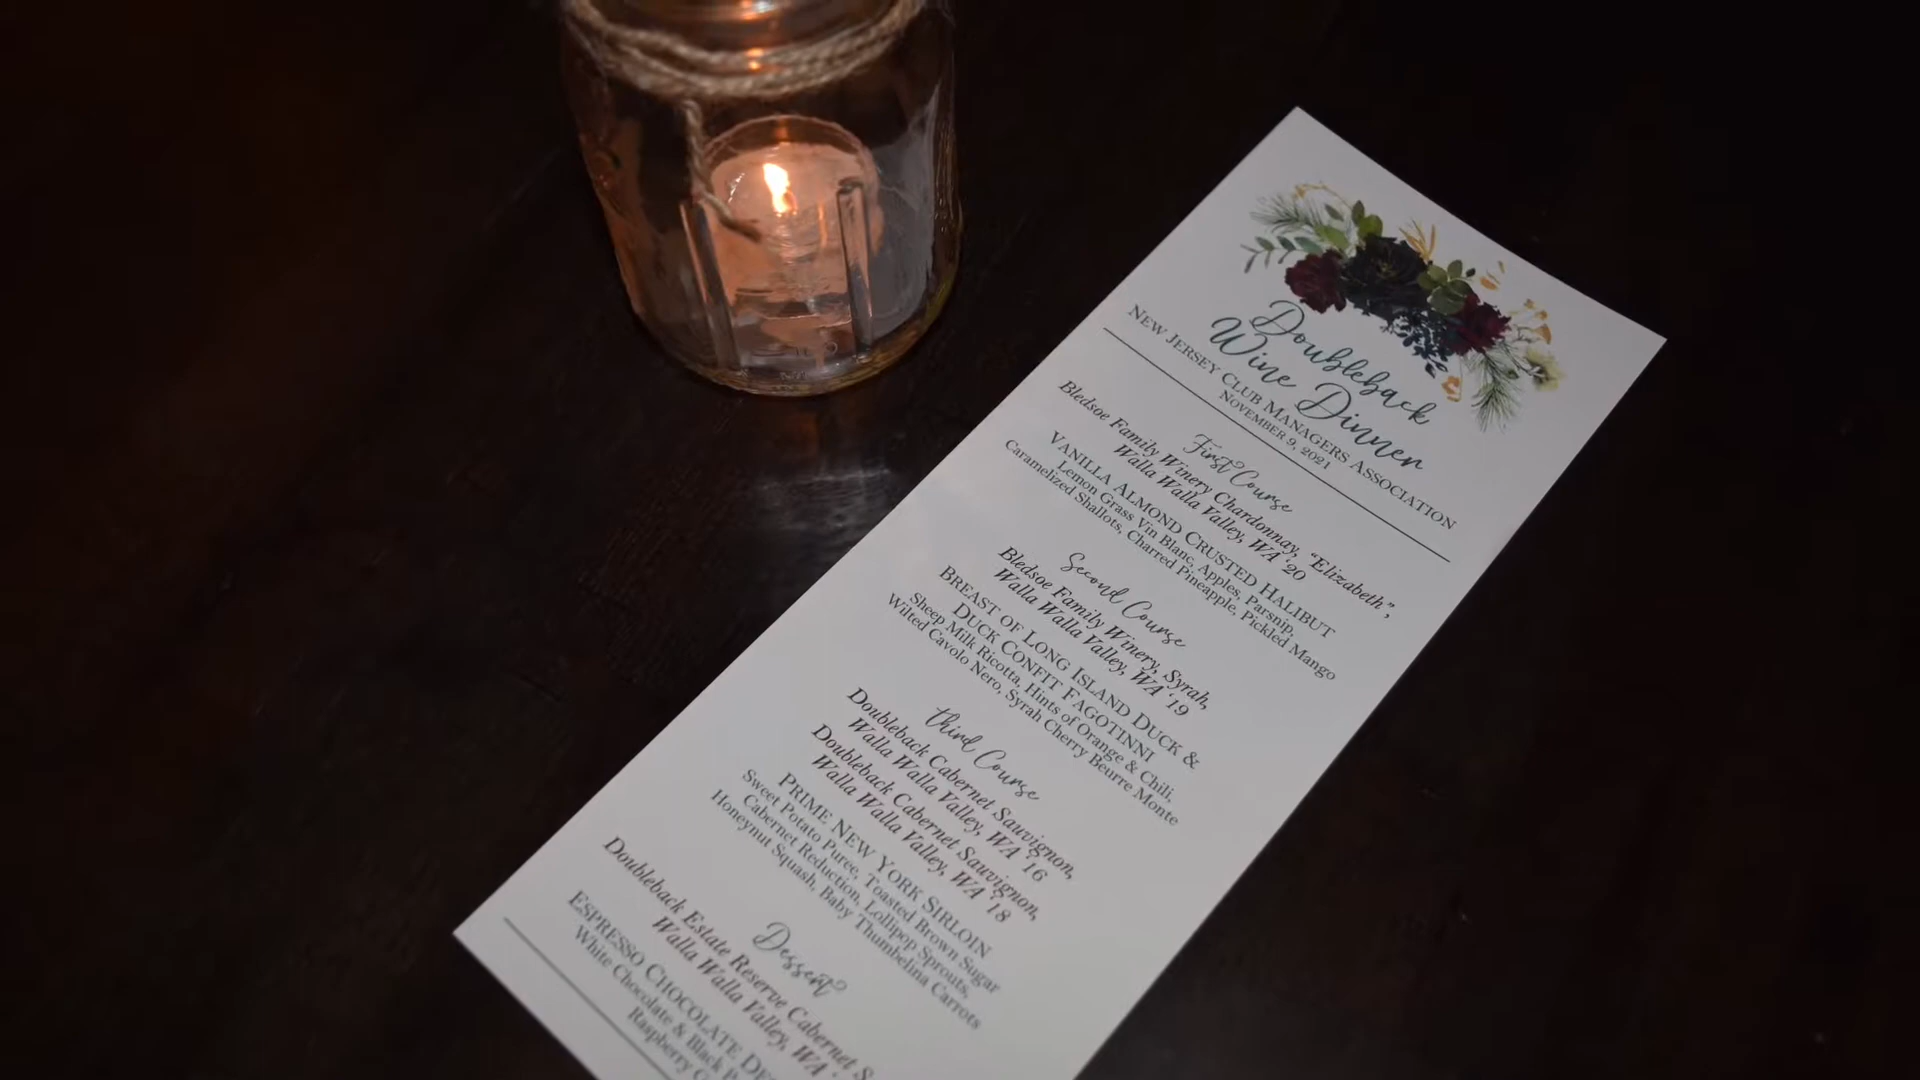 Doubleback
Wine Dinner
New Jersey Club Managers Association
November 9, 2021
First Course
Bledsoe Family Winery Chardonnay, “Elizabeth”,
Walla Walla Valley, WA ‘20
Vanilla Almond Crusted Halibut
Lemon Grass Vin Blanc, Apples, Parsnip,
Caramelized Shallots, Charred Pineapple, Pickled Mango
Second Course
Bledsoe Family Winery, Syrah,
Walla Walla Valley, WA ‘19
Breast of Long Island Duck &
Duck Confit Fagotinni
Sheep Milk Ricotta, Hints of Orange & Chili,
Wilted Cavolo Nero, Syrah Cherry Beurre Monte
Third Course
Doubleback Cabernet Sauvignon,
Walla Walla Valley, WA ‘16
Doubleback Cabernet Sauvignon,
Walla Walla Valley, WA ‘18
Prime New York Sirloin
Sweet Potato Puree, Toasted Brown Sugar
Cabernet Reduction, Lollipop Sprouts,
Honeynut Squash, Baby Thumbelina Carrots
Dessert
Doubleback Estate Reserve Cabernet S
Walla Walla Valley, WA
Espresso Chocolate De
White Chocolate & Black
Raspberry